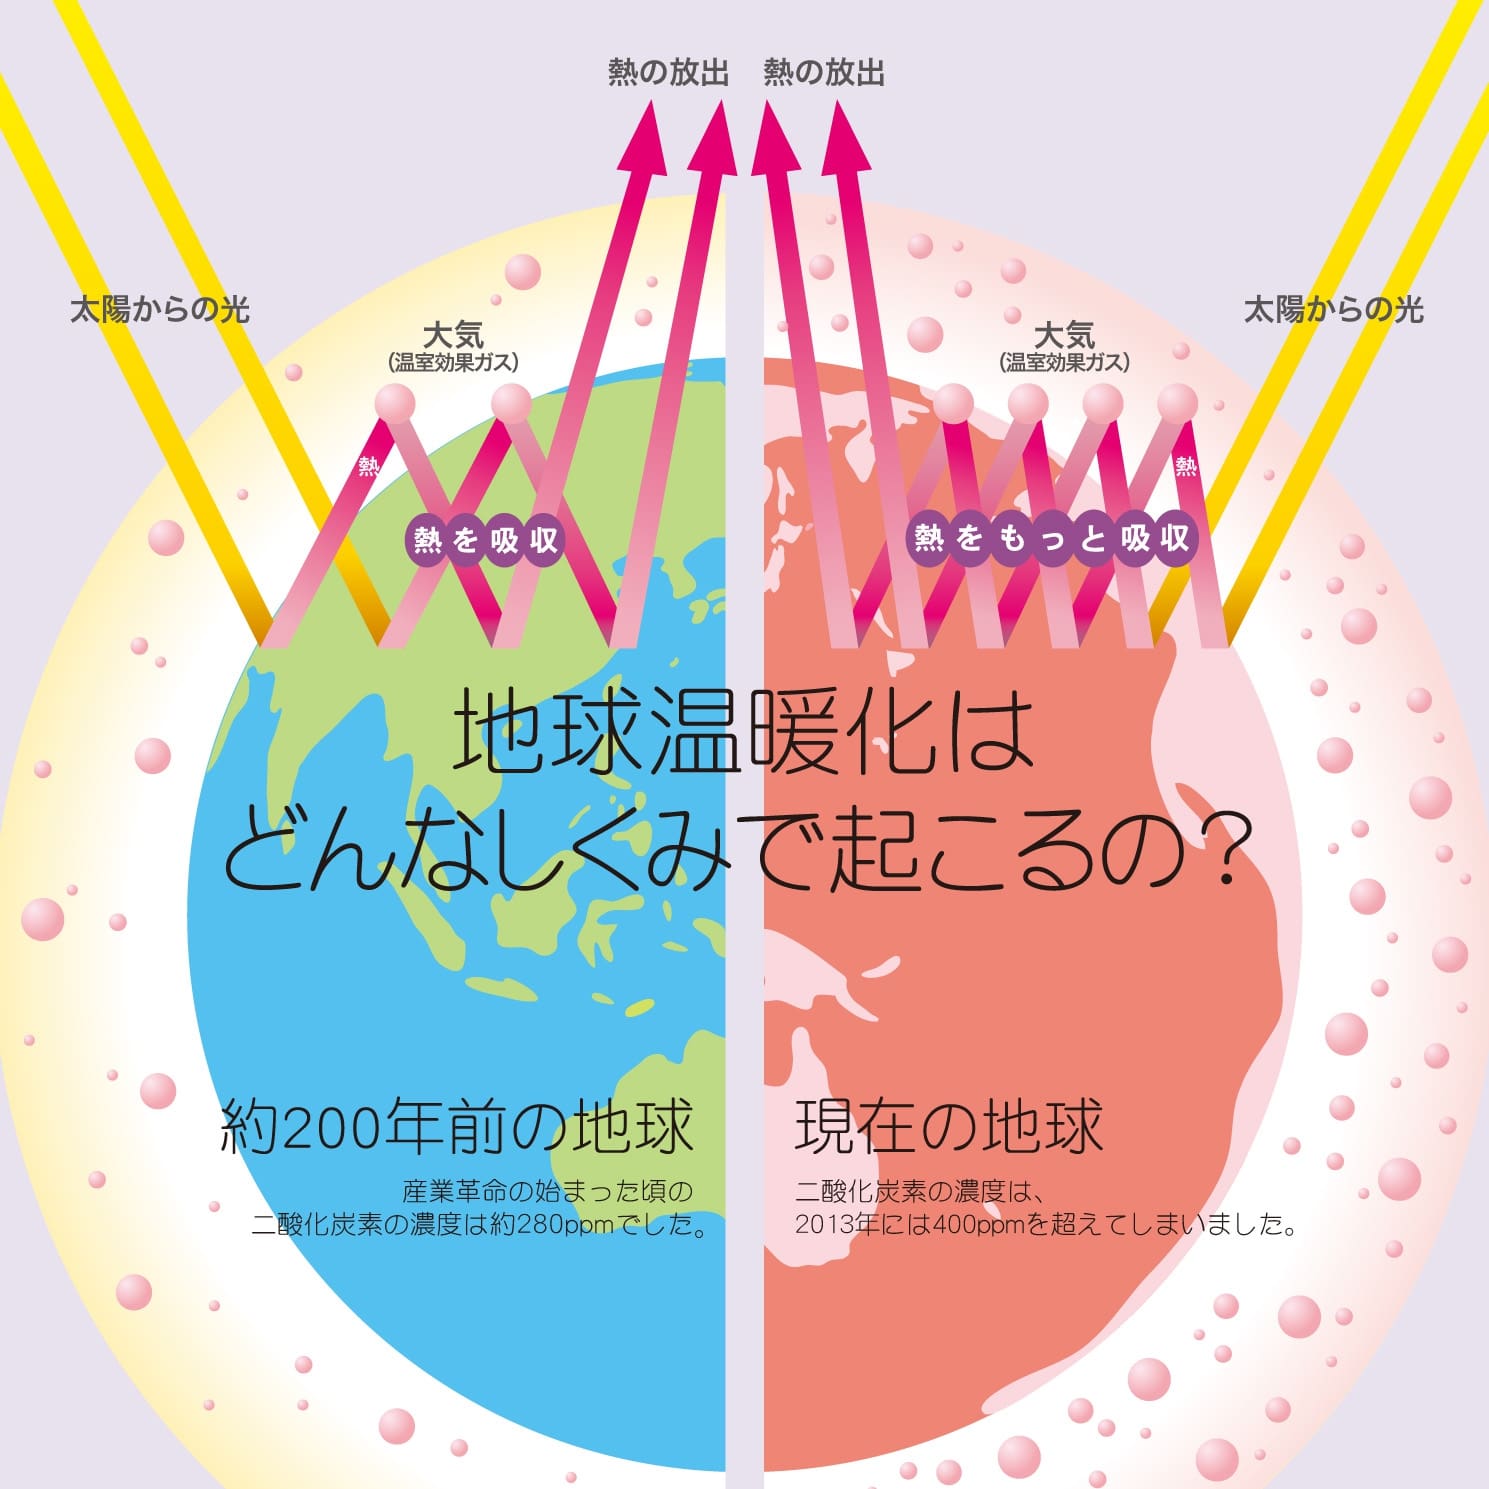 熱の放出 熱の放出
太陽からの光
太陽からの光
大気
(温室効果ガス)
大気
(温室効果ガス)
熱
熱
熱を吸収
熱をもっと吸収
地球温暖化は
どんなしくみで起こるの?
約200年前の地球
産業革命の始まった頃の
二酸化炭素の濃度は約280ppmでした。
現在の地球
二酸化炭素の濃度は、
2013年には400ppmを超えてしまいました。